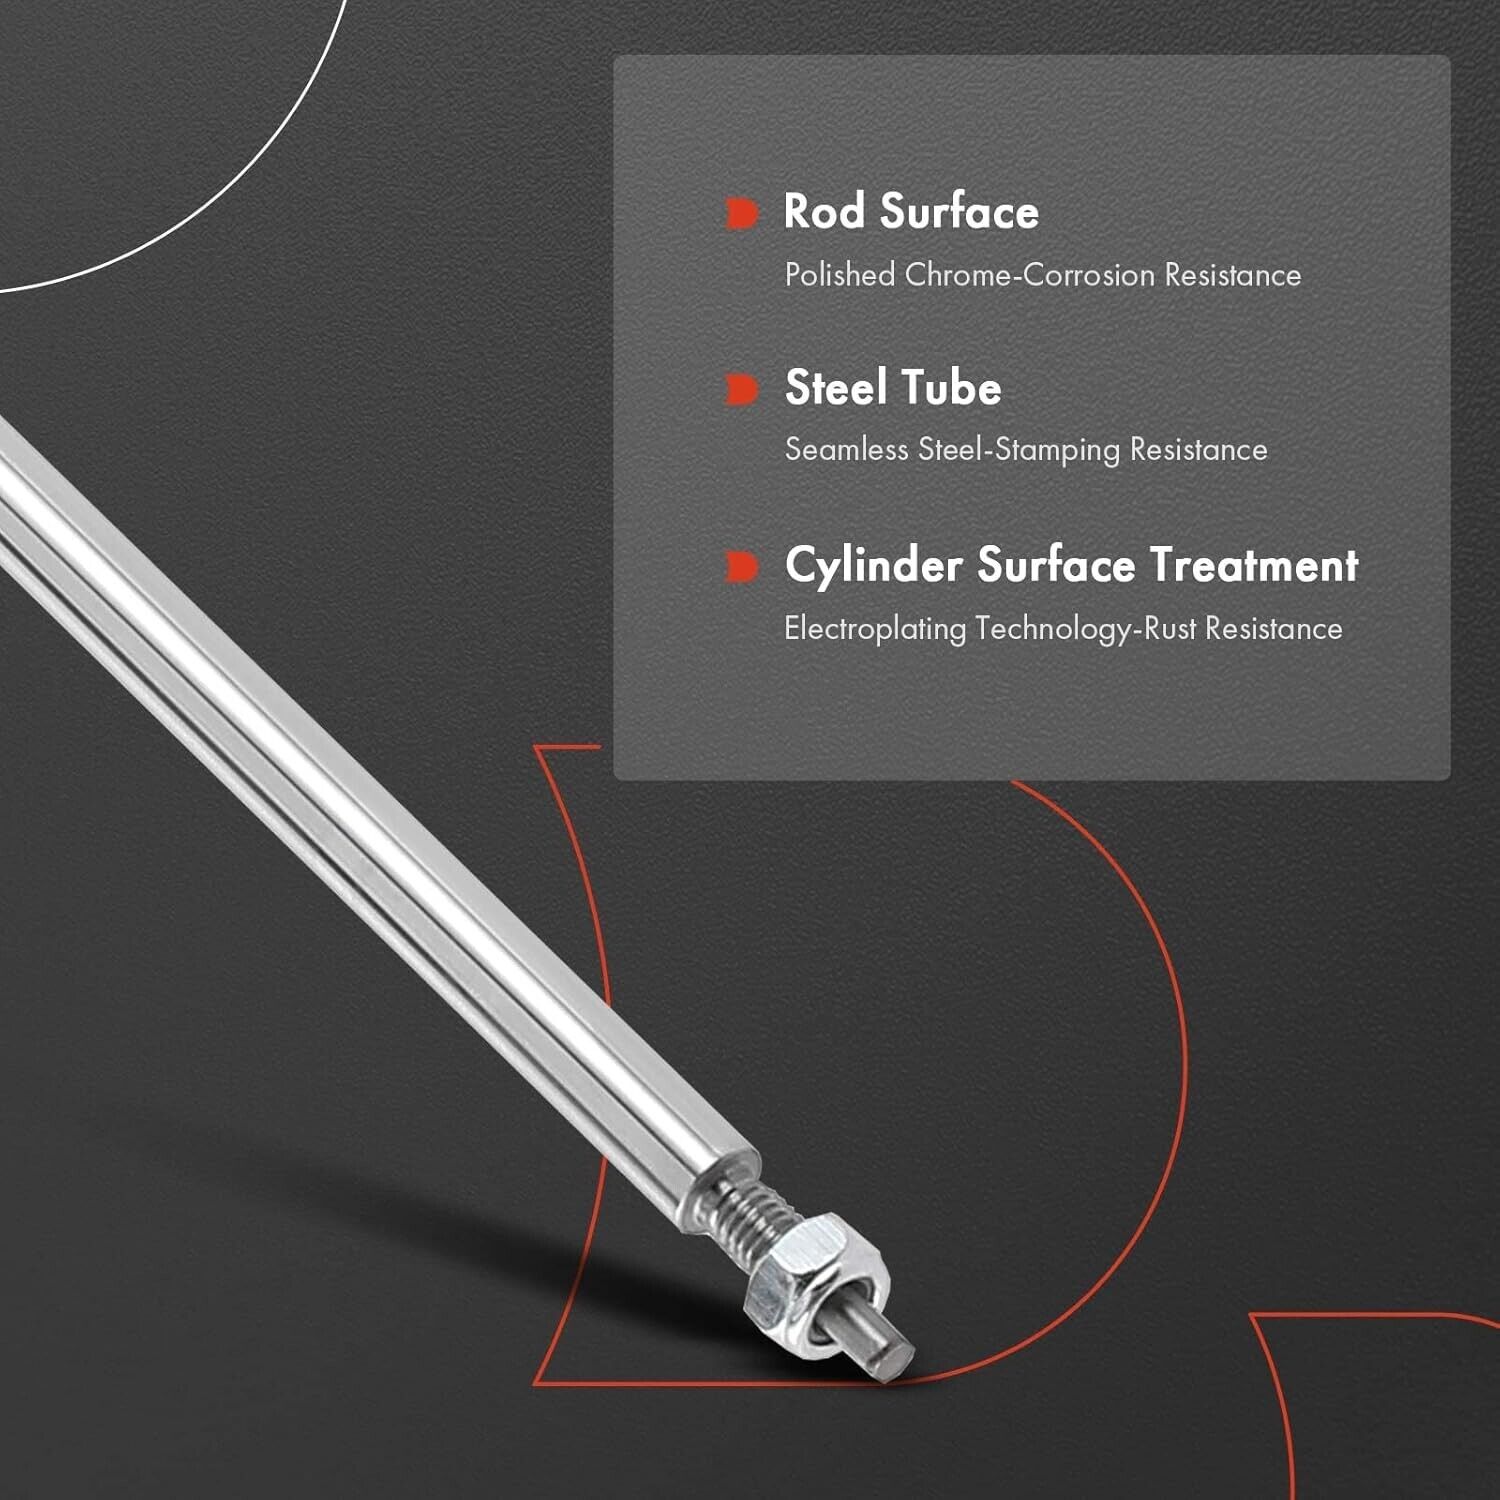 Rod Surface
Polished Chrome-Corrosion Resistance
Steel Tube
Seamless Steel-Stamping Resistance
Cylinder Surface Treatment
Electroplating Technology-Rust Resistance